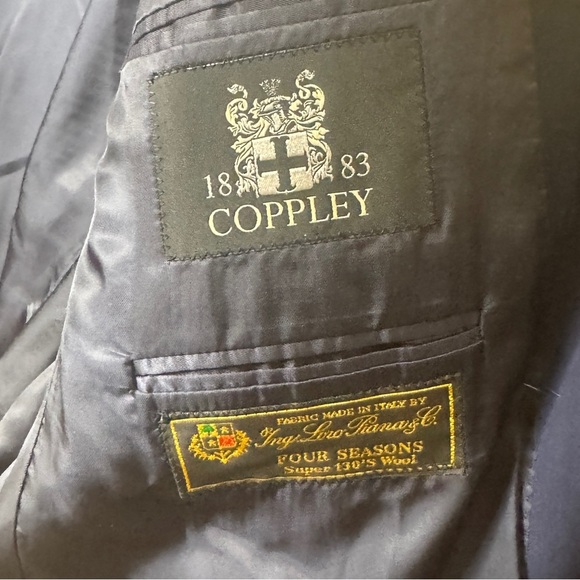 18 83
COPPLEY
FABRIC MADE IN ITALY BY
Ing. Loro Piana & C.
FOUR SEASONS
Super 130'S Wool